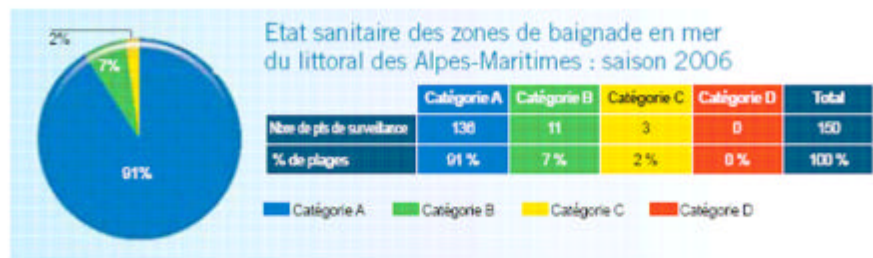 Etat sanitaire des zones de baignade en mer
du littoral des Alpes-Maritimes : saison 2006
2%
7%
91%
Catégorie A Catégorie B Catégorie C Catégorie D Total
Nbre de pts de surveillance 136 11 3 0 150
% de plages 91 % 7 % 2 % 0 % 100 %
Catégorie A Catégorie B Catégorie C Catégorie D